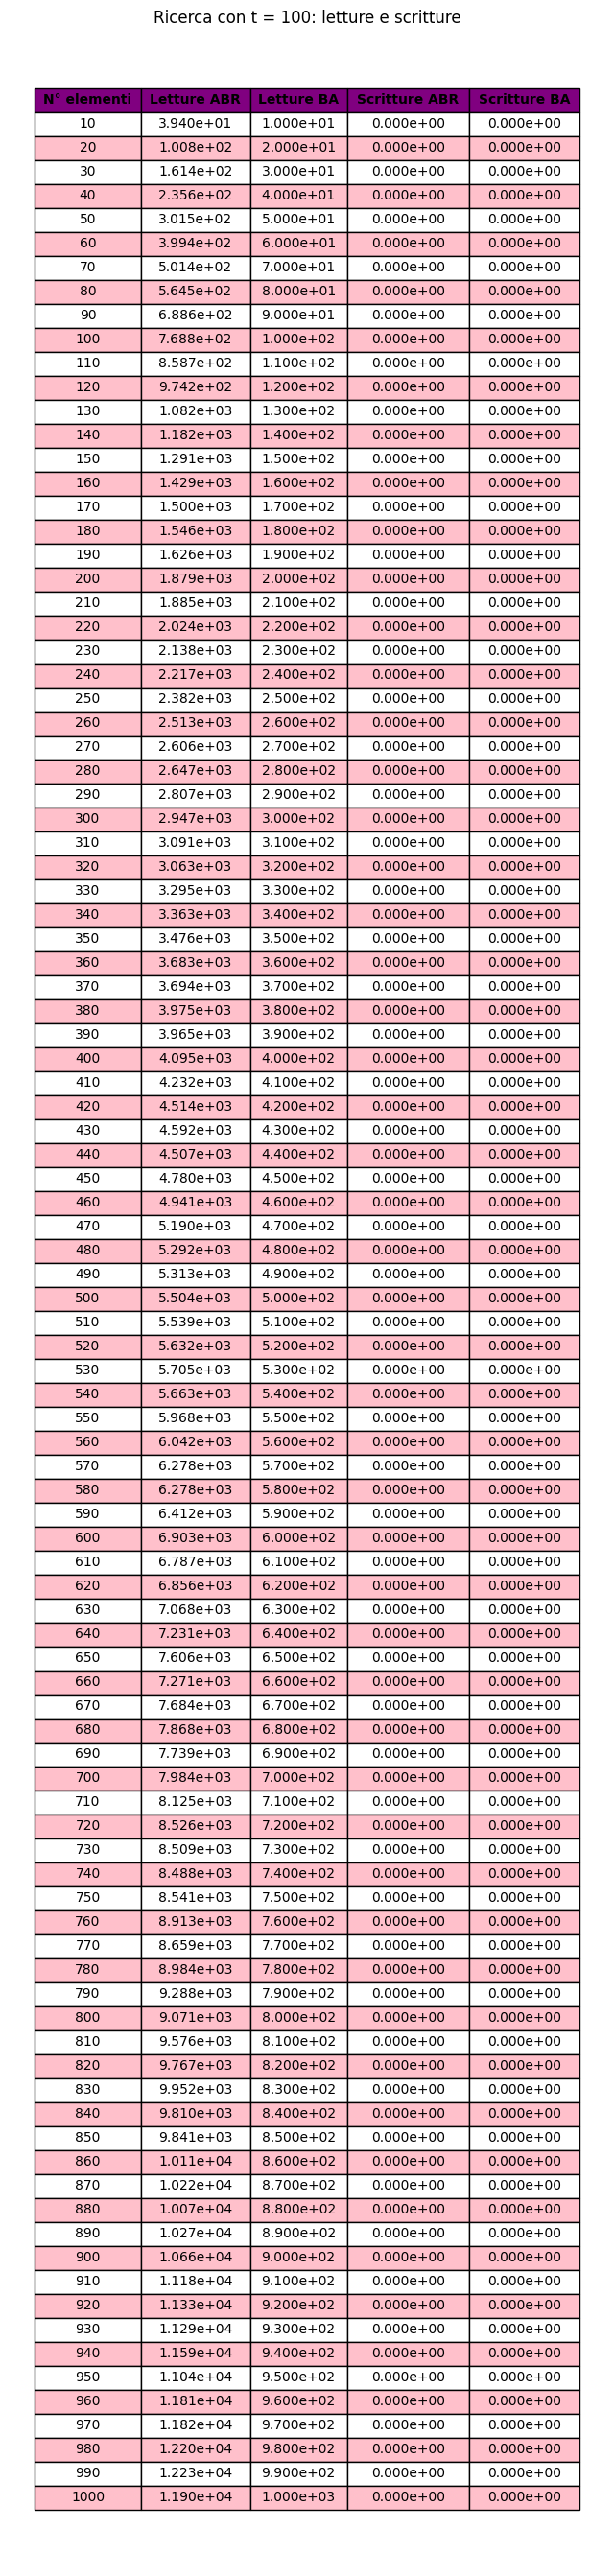 Ricerca con t = 100: letture e scritture
N° elementi Letture ABR Letture BA Scritture ABR Scritture BA
10 3.940e+01 1.000e+01 0.000e+00 0.000e+00
20 1.008e+02 2.000e+01 0.000e+00 0.000e+00
30 1.614e+02 3.000e+01 0.000e+00 0.000e+00
40 2.356e+02 4.000e+01 0.000e+00 0.000e+00
50 3.015e+02 5.000e+01 0.000e+00 0.000e+00
60 3.994e+02 6.000e+01 0.000e+00 0.000e+00
70 5.014e+02 7.000e+01 0.000e+00 0.000e+00
80 5.645e+02 8.000e+01 0.000e+00 0.000e+00
90 6.886e+02 9.000e+01 0.000e+00 0.000e+00
100 7.688e+02 1.000e+02 0.000e+00 0.000e+00
110 8.587e+02 1.100e+02 0.000e+00 0.000e+00
120 9.742e+02 1.200e+02 0.000e+00 0.000e+00
130 1.082e+03 1.300e+02 0.000e+00 0.000e+00
140 1.182e+03 1.400e+02 0.000e+00 0.000e+00
150 1.291e+03 1.500e+02 0.000e+00 0.000e+00
160 1.429e+03 1.600e+02 0.000e+00 0.000e+00
170 1.500e+03 1.700e+02 0.000e+00 0.000e+00
180 1.546e+03 1.800e+02 0.000e+00 0.000e+00
190 1.626e+03 1.900e+02 0.000e+00 0.000e+00
200 1.879e+03 2.000e+02 0.000e+00 0.000e+00
210 1.885e+03 2.100e+02 0.000e+00 0.000e+00
220 2.024e+03 2.200e+02 0.000e+00 0.000e+00
230 2.138e+03 2.300e+02 0.000e+00 0.000e+00
240 2.217e+03 2.400e+02 0.000e+00 0.000e+00
250 2.382e+03 2.500e+02 0.000e+00 0.000e+00
260 2.513e+03 2.600e+02 0.000e+00 0.000e+00
270 2.606e+03 2.700e+02 0.000e+00 0.000e+00
280 2.647e+03 2.800e+02 0.000e+00 0.000e+00
290 2.807e+03 2.900e+02 0.000e+00 0.000e+00
300 2.947e+03 3.000e+02 0.000e+00 0.000e+00
310 3.091e+03 3.100e+02 0.000e+00 0.000e+00
320 3.063e+03 3.200e+02 0.000e+00 0.000e+00
330 3.295e+03 3.300e+02 0.000e+00 0.000e+00
340 3.363e+03 3.400e+02 0.000e+00 0.000e+00
350 3.476e+03 3.500e+02 0.000e+00 0.000e+00
360 3.683e+03 3.600e+02 0.000e+00 0.000e+00
370 3.694e+03 3.700e+02 0.000e+00 0.000e+00
380 3.975e+03 3.800e+02 0.000e+00 0.000e+00
390 3.965e+03 3.900e+02 0.000e+00 0.000e+00
400 4.095e+03 4.000e+02 0.000e+00 0.000e+00
410 4.232e+03 4.100e+02 0.000e+00 0.000e+00
420 4.514e+03 4.200e+02 0.000e+00 0.000e+00
430 4.592e+03 4.300e+02 0.000e+00 0.000e+00
440 4.507e+03 4.400e+02 0.000e+00 0.000e+00
450 4.780e+03 4.500e+02 0.000e+00 0.000e+00
460 4.941e+03 4.600e+02 0.000e+00 0.000e+00
470 5.190e+03 4.700e+02 0.000e+00 0.000e+00
480 5.292e+03 4.800e+02 0.000e+00 0.000e+00
490 5.313e+03 4.900e+02 0.000e+00 0.000e+00
500 5.504e+03 5.000e+02 0.000e+00 0.000e+00
510 5.539e+03 5.100e+02 0.000e+00 0.000e+00
520 5.632e+03 5.200e+02 0.000e+00 0.000e+00
530 5.705e+03 5.300e+02 0.000e+00 0.000e+00
540 5.663e+03 5.400e+02 0.000e+00 0.000e+00
550 5.968e+03 5.500e+02 0.000e+00 0.000e+00
560 6.042e+03 5.600e+02 0.000e+00 0.000e+00
570 6.278e+03 5.700e+02 0.000e+00 0.000e+00
580 6.278e+03 5.800e+02 0.000e+00 0.000e+00
590 6.412e+03 5.900e+02 0.000e+00 0.000e+00
600 6.903e+03 6.000e+02 0.000e+00 0.000e+00
610 6.787e+03 6.100e+02 0.000e+00 0.000e+00
620 6.856e+03 6.200e+02 0.000e+00 0.000e+00
630 7.068e+03 6.300e+02 0.000e+00 0.000e+00
640 7.231e+03 6.400e+02 0.000e+00 0.000e+00
650 7.606e+03 6.500e+02 0.000e+00 0.000e+00
660 7.271e+03 6.600e+02 0.000e+00 0.000e+00
670 7.684e+03 6.700e+02 0.000e+00 0.000e+00
680 7.868e+03 6.800e+02 0.000e+00 0.000e+00
690 7.739e+03 6.900e+02 0.000e+00 0.000e+00
700 7.984e+03 7.000e+02 0.000e+00 0.000e+00
710 8.125e+03 7.100e+02 0.000e+00 0.000e+00
720 8.526e+03 7.200e+02 0.000e+00 0.000e+00
730 8.509e+03 7.300e+02 0.000e+00 0.000e+00
740 8.488e+03 7.400e+02 0.000e+00 0.000e+00
750 8.541e+03 7.500e+02 0.000e+00 0.000e+00
760 8.913e+03 7.600e+02 0.000e+00 0.000e+00
770 8.659e+03 7.700e+02 0.000e+00 0.000e+00
780 8.984e+03 7.800e+02 0.000e+00 0.000e+00
790 9.288e+03 7.900e+02 0.000e+00 0.000e+00
800 9.071e+03 8.000e+02 0.000e+00 0.000e+00
810 9.576e+03 8.100e+02 0.000e+00 0.000e+00
820 9.767e+03 8.200e+02 0.000e+00 0.000e+00
830 9.952e+03 8.300e+02 0.000e+00 0.000e+00
840 9.810e+03 8.400e+02 0.000e+00 0.000e+00
850 9.841e+03 8.500e+02 0.000e+00 0.000e+00
860 1.011e+04 8.600e+02 0.000e+00 0.000e+00
870 1.022e+04 8.700e+02 0.000e+00 0.000e+00
880 1.007e+04 8.800e+02 0.000e+00 0.000e+00
890 1.027e+04 8.900e+02 0.000e+00 0.000e+00
900 1.066e+04 9.000e+02 0.000e+00 0.000e+00
910 1.118e+04 9.100e+02 0.000e+00 0.000e+00
920 1.133e+04 9.200e+02 0.000e+00 0.000e+00
930 1.129e+04 9.300e+02 0.000e+00 0.000e+00
940 1.159e+04 9.400e+02 0.000e+00 0.000e+00
950 1.104e+04 9.500e+02 0.000e+00 0.000e+00
960 1.181e+04 9.600e+02 0.000e+00 0.000e+00
970 1.182e+04 9.700e+02 0.000e+00 0.000e+00
980 1.220e+04 9.800e+02 0.000e+00 0.000e+00
990 1.223e+04 9.900e+02 0.000e+00 0.000e+00
1000 1.190e+04 1.000e+03 0.000e+00 0.000e+00